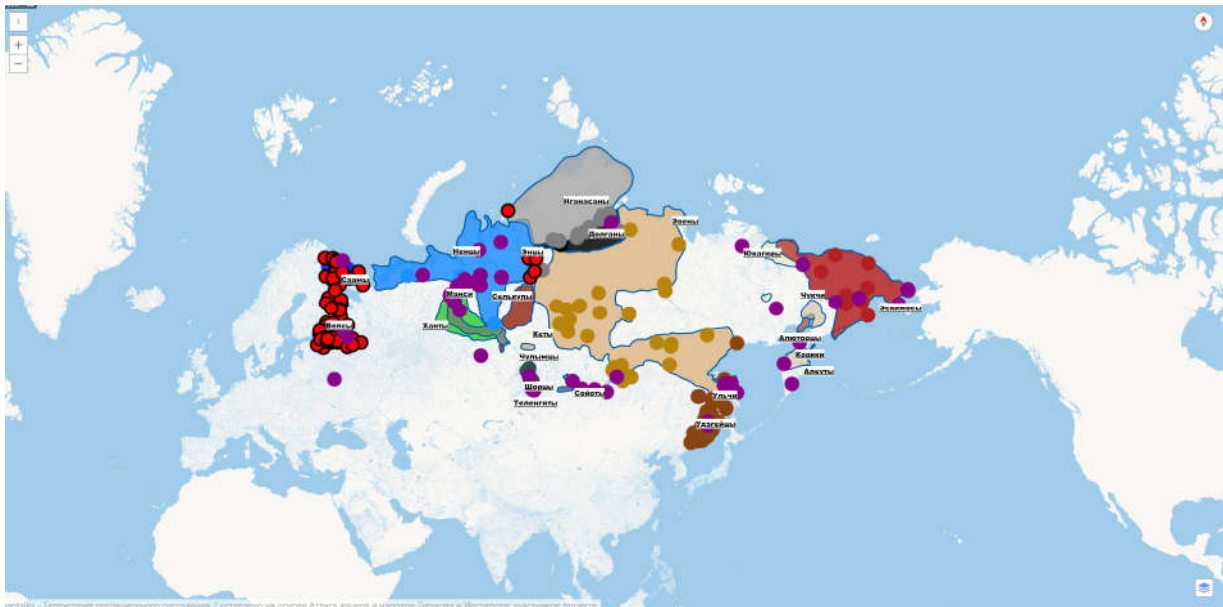 Нганасаны
Долганы
Эвены
Ненцы
Энцы
Саамы
Юкагиры
Манси
Селькупы
Чукчи
Эскимосы
Вепсы
Ханты
Кеты
Алюторцы
Чулымцы
Коряки
Алеуты
Шорцы
Сойоты
Теленгиты
Ульчи
Удэгейцы